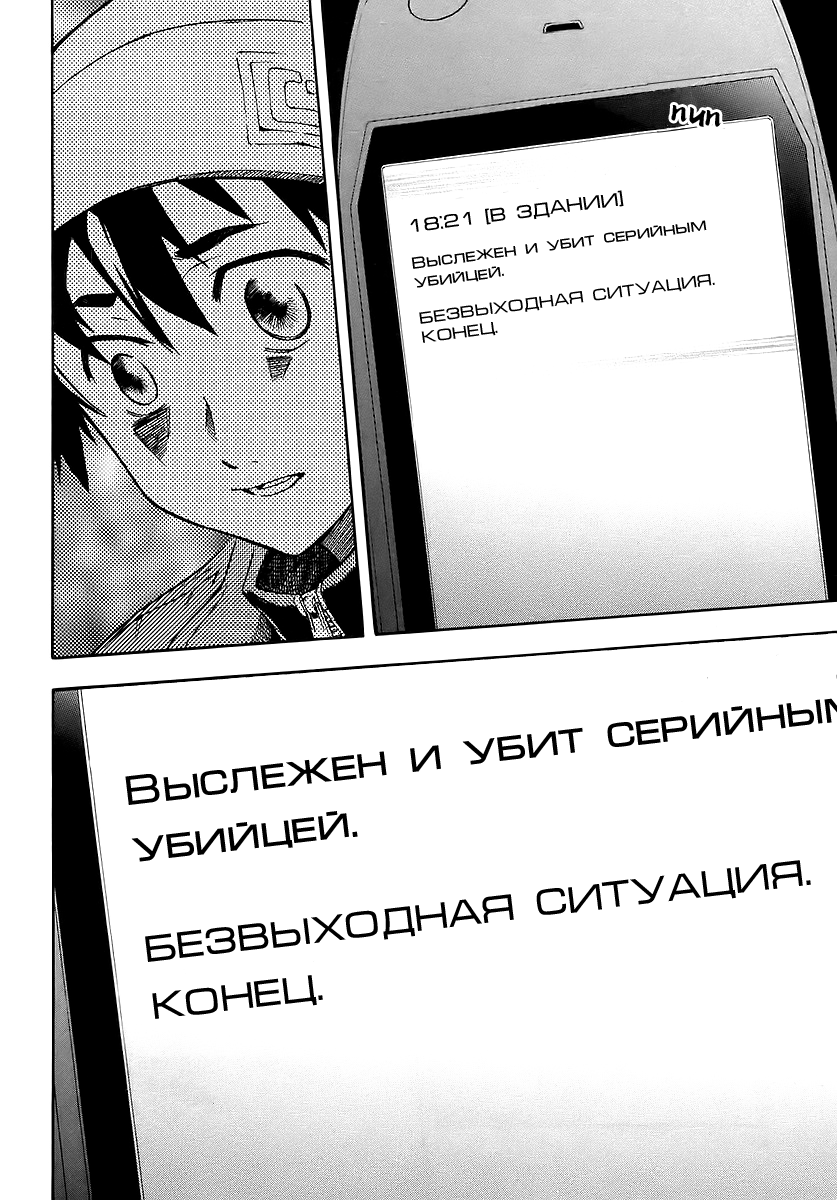 пип
18:21 [В ЗДАНИИ]
Выслежен и убит серийным
убийцей.
БЕЗВЫХОДНАЯ СИТУАЦИЯ.
КОНЕЦ.
Выслежен и убит серийным
убийцей.
БЕЗВЫХОДНАЯ СИТУАЦИЯ.
КОНЕЦ.